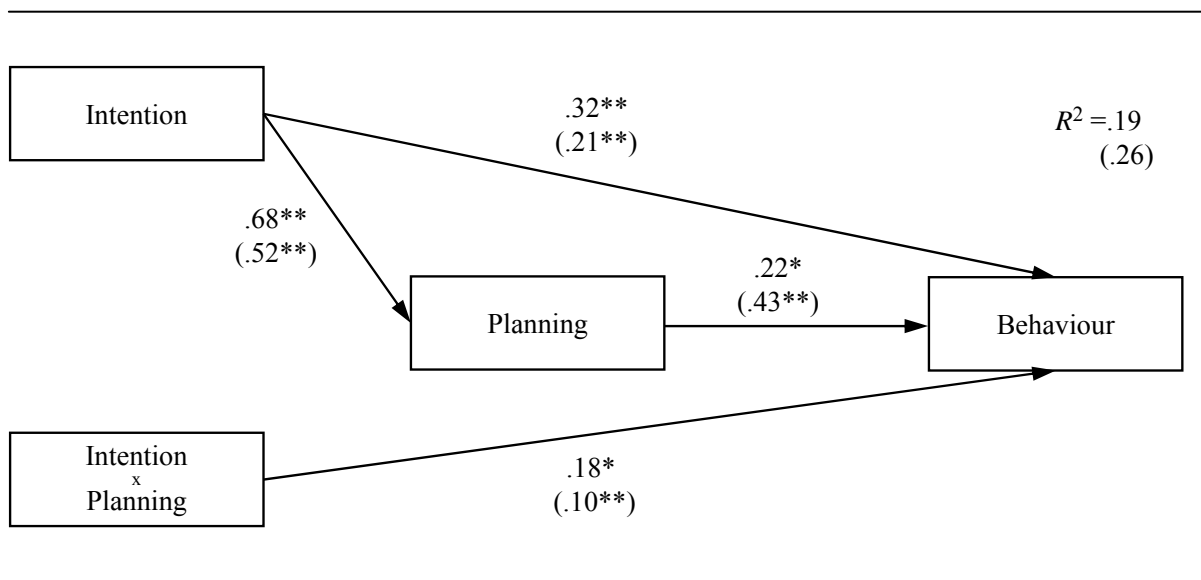 Intention
.32**
(.21**)
R2 =.19
(.26)
.68**
(.52**)
Planning
.22*
(.43**)
Behaviour
Intention
x
Planning
.18*
(.10**)